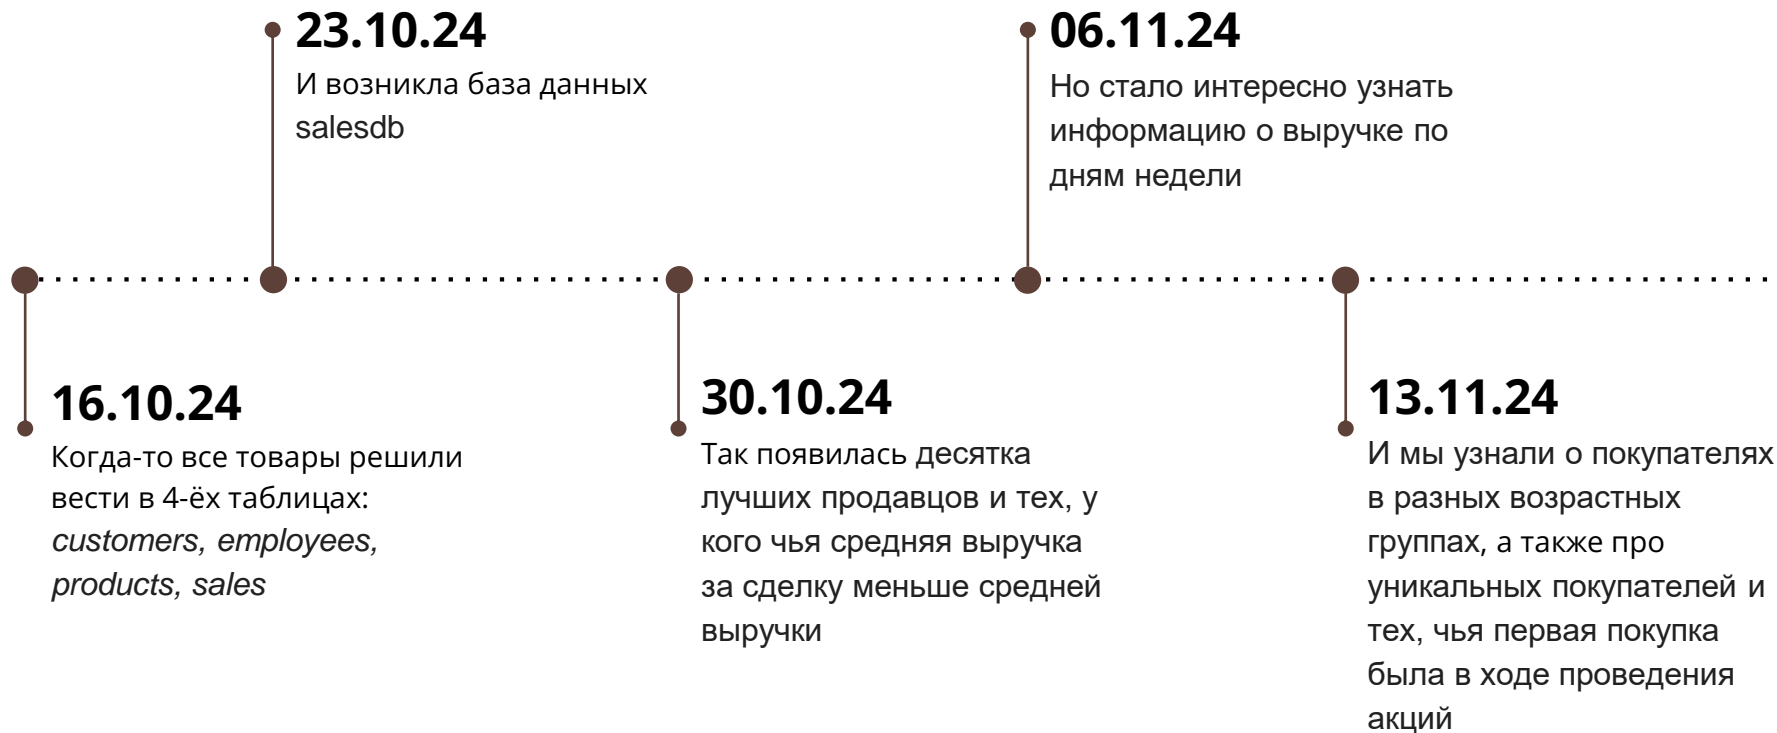 23.10.24
И возникла база данных
salesdb
06.11.24
Но стало интересно узнать
информацию о выручке по
дням недели
16.10.24
Когда-то все товары решили
вести в 4-ёх таблицах:
customers, employees,
products, sales
30.10.24
Так появилась десятка
лучших продавцов и тех, у
кого чья средняя выручка
за сделку меньше средней
выручки
13.11.24
И мы узнали о покупателях
в разных возрастных
группах, а также про
уникальных покупателей и
тех, чья первая покупка
была в ходе проведения
акций